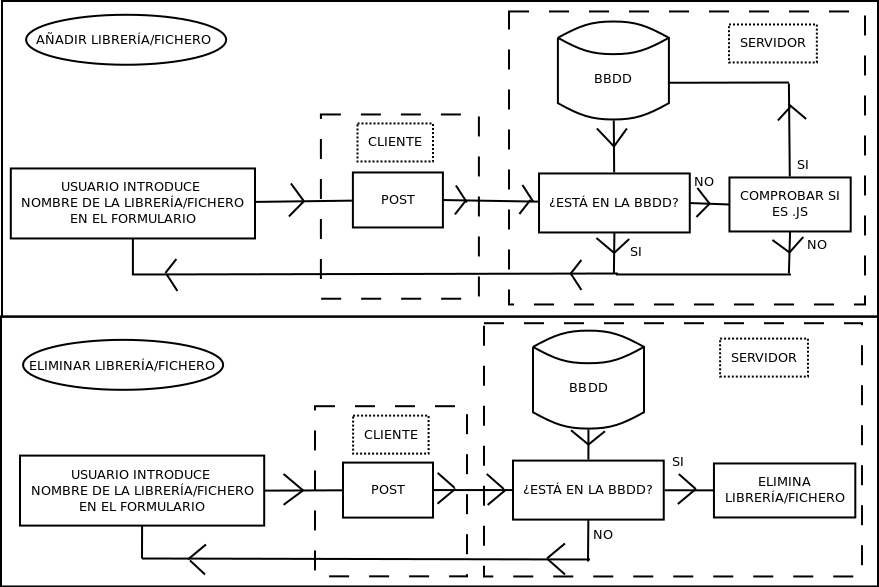 AÑADIR LIBRERÍA/FICHERO
SERVIDOR
BBDD
CLIENTE
USUARIO INTRODUCE
NOMBRE DE LA LIBRERÍA/FICHERO
EN EL FORMULARIO
POST
¿ESTÁ EN LA BBDD?
NO
COMPROBAR SI
ES .JS
SI
SI
NO
ELIMINAR LIBRERÍA/FICHERO
SERVIDOR
BBDD
CLIENTE
USUARIO INTRODUCE
NOMBRE DE LA LIBRERÍA/FICHERO
EN EL FORMULARIO
POST
¿ESTÁ EN LA BBDD?
SI
ELIMINA
LIBRERÍA/FICHERO
NO